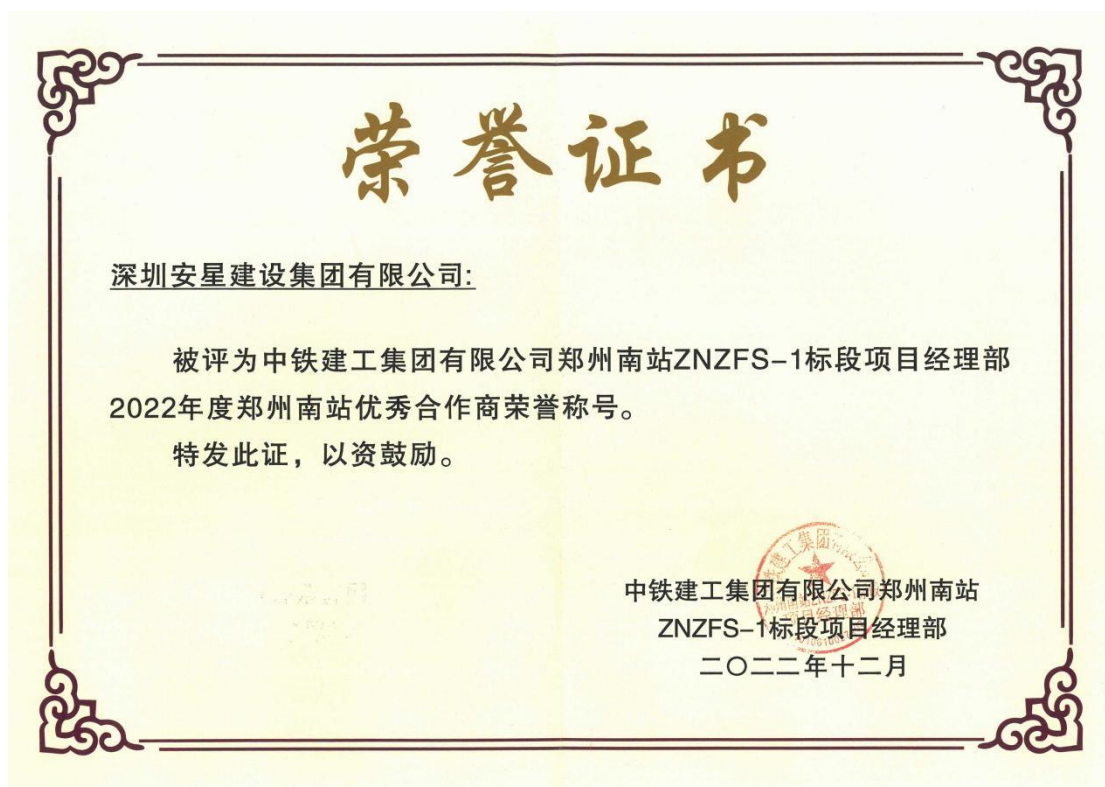 荣誉证书
深圳安星建设集团有限公司:
被评为中铁建工集团有限公司郑州南站ZNZFS-1标段项目经理部
2022年度郑州南站优秀合作商荣誉称号。
特发此证，以资鼓励。
中铁建工集团有限公司郑州南站
ZNZFS-1标段项目经理部
二〇二二年十二月